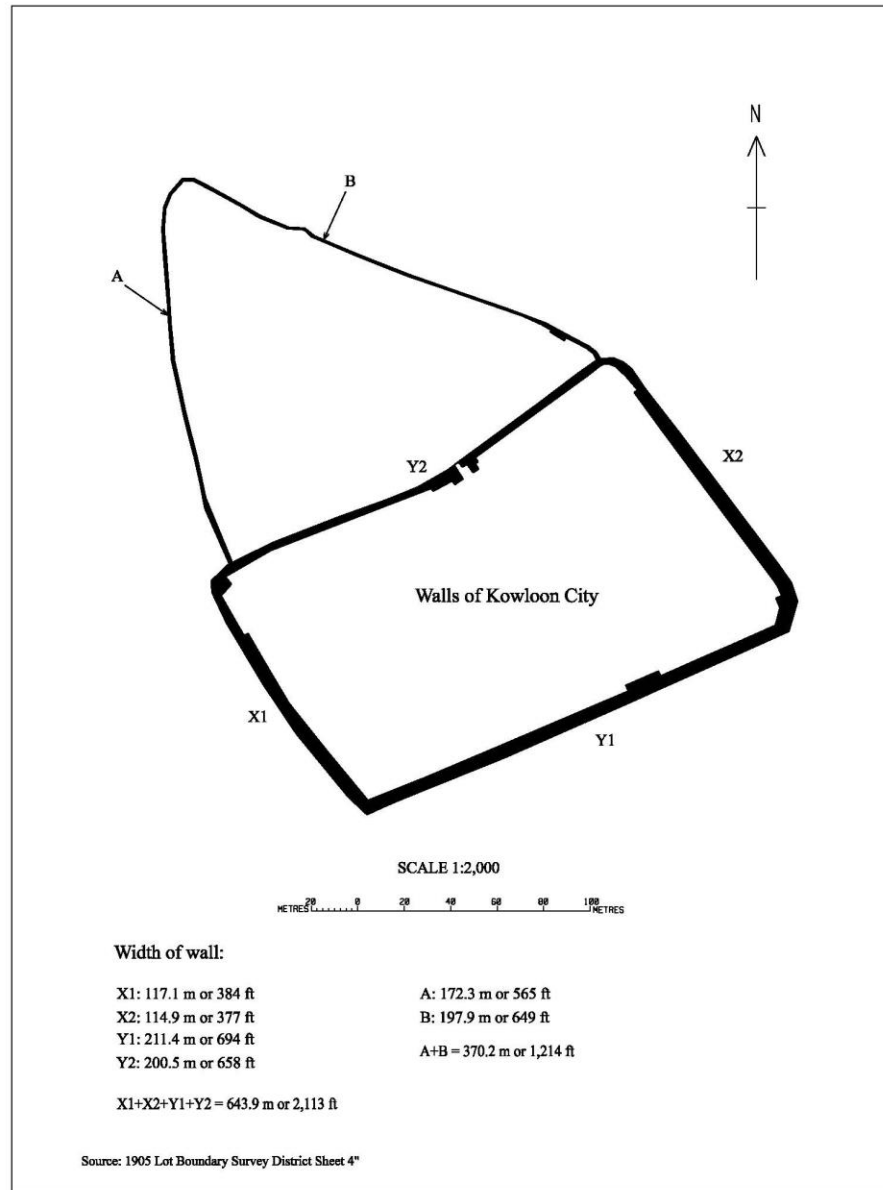 N
B
A
X2
Y2
Walls of Kowloon City
X1
Y1
SCALE 1:2,000
METRES 20 0 20 40 60 80 100 METRES
Width of wall:
X1: 117.1 m or 384 ft
X2: 114.9 m or 377 ft
Y1: 211.4 m or 694 ft
Y2: 200.5 m or 658 ft
X1+X2+Y1+Y2 = 643.9 m or 2,113 ft
A: 172.3 m or 565 ft
B: 197.9 m or 649 ft
A+B = 370.2 m or 1,214 ft
Source: 1905 Lot Boundary Survey District Sheet 4"